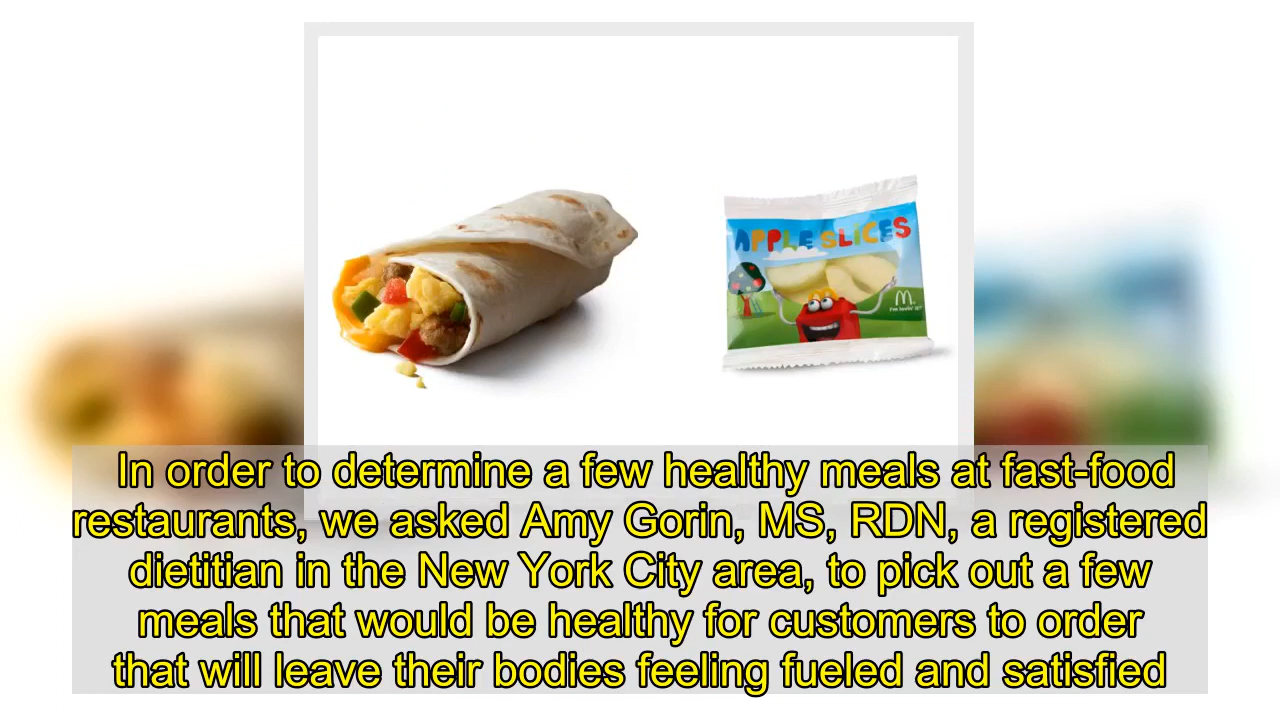 APPLE SLICES
M
i'm lovin' it
In order to determine a few healthy meals at fast-food
restaurants, we asked Amy Gorin, MS, RDN, a registered
dietitian in the New York City area, to pick out a few
meals that would be healthy for customers to order
that will leave their bodies feeling fueled and satisfied